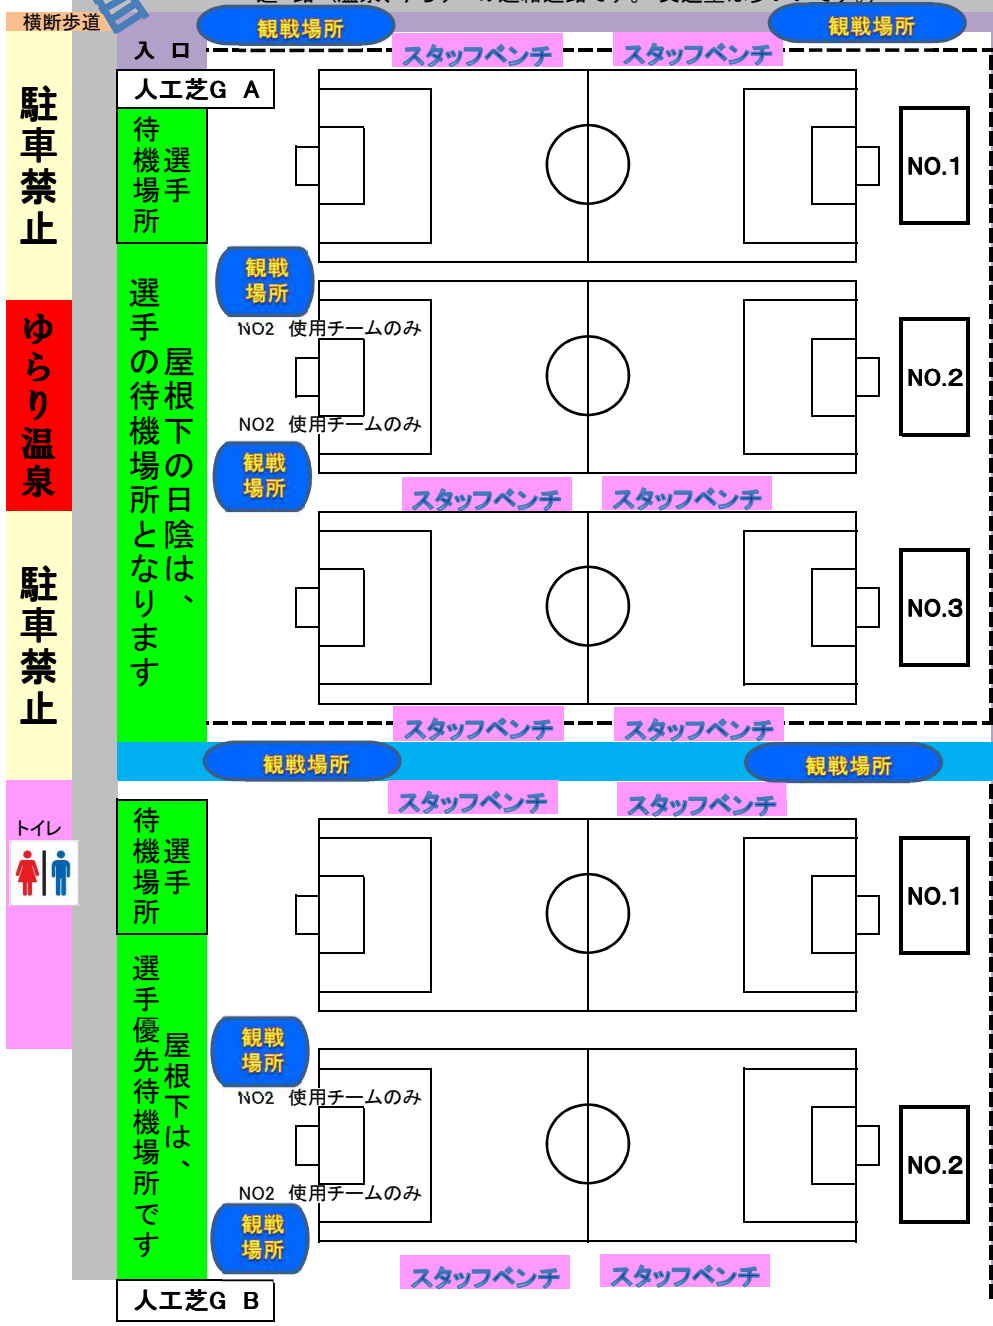 横断歩道
観戦場所
観戦場所
入 口
スタッフベンチ
スタッフベンチ
人工芝G A
選手
待機場所
駐車禁止
NO.1
観戦
場所
NO2 使用チームのみ
屋根下の日陰は、
選手の待機場所となります
ゆらり温泉
NO.2
NO2 使用チームのみ
観戦
場所
スタッフベンチ
スタッフベンチ
駐車禁止
NO.3
スタッフベンチ
スタッフベンチ
観戦場所
観戦場所
スタッフベンチ
スタッフベンチ
トイレ
選手
待機場所
NO.1
屋根下は、
選手優先待機場所です
観戦
場所
NO2 使用チームのみ
NO.2
NO2 使用チームのみ
観戦
場所
スタッフベンチ
スタッフベンチ
人工芝G B